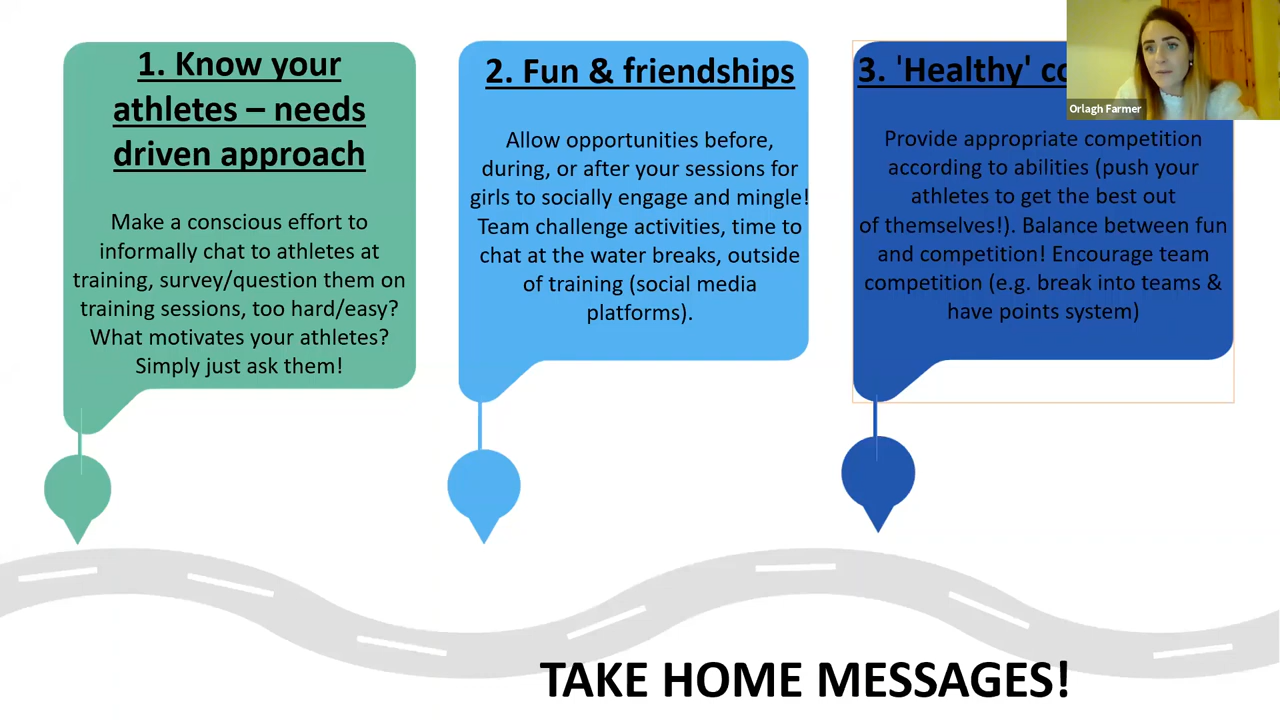 1. Know your
athletes – needs
driven approach
Make a conscious effort to
informally chat to athletes at
training, survey/question them on
training sessions, too hard/easy?
What motivates your athletes?
Simply just ask them!
2. Fun & friendships
Allow opportunities before,
during, or after your sessions for
girls to socially engage and mingle!
Team challenge activities, time to
chat at the water breaks, outside
of training (social media
platforms).
3. 'Healthy'
Provide appropriate competition
according to abilities (push your
athletes to get the best out
of themselves!). Balance between fun
and competition! Encourage team
competition (e.g. break into teams &
have points system)
Orlagh Farmer
TAKE HOME MESSAGES!